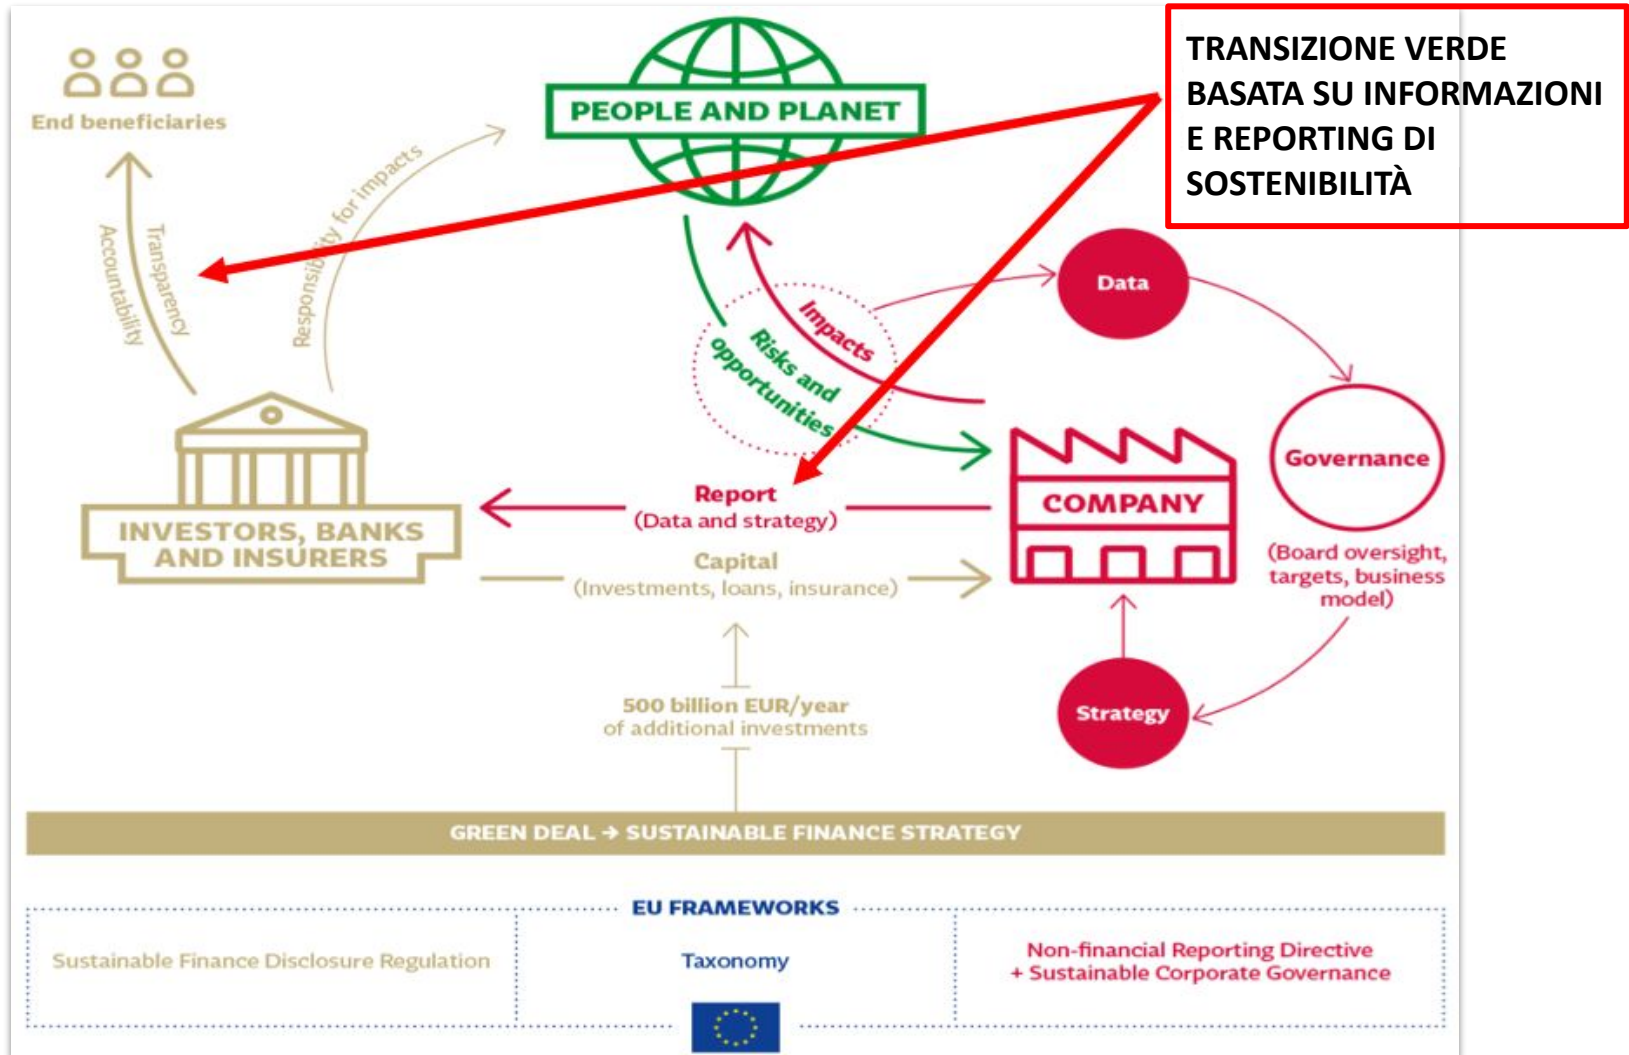 TRANSIZIONE VERDE
BASATA SU INFORMAZIONI
E REPORTING DI
SOSTENIBILITÀ
End beneficiaries
PEOPLE AND PLANET
Responsibility for impacts
Transparency
Accountability
Data
Impacts
Risks and
opportunities
Governance
(Board oversight,
targets, business
model)
COMPANY
Report
(Data and strategy)
INVESTORS, BANKS
AND INSURERS
Capital
(Investments, loans, insurance)
Strategy
500 billion EUR/year
of additional investments
GREEN DEAL → SUSTAINABLE FINANCE STRATEGY
EU FRAMEWORKS
Sustainable Finance Disclosure Regulation
Taxonomy
Non-financial Reporting Directive
+ Sustainable Corporate Governance